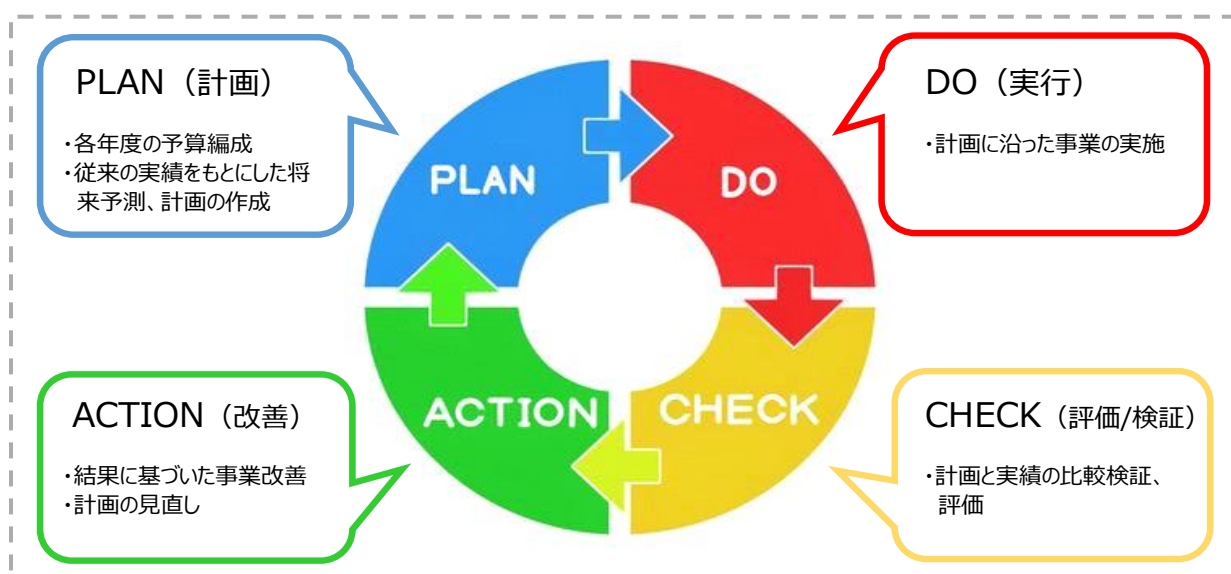 PLAN（計画）
・各年度の予算編成
・従来の実績をもとにした将
来予測、計画の作成
DO（実行）
・計画に沿った事業の実施
PLAN
DO
ACTION
CHECK
ACTION（改善）
・結果に基づいた事業改善
・計画の見直し
CHECK（評価/検証）
・計画と実績の比較検証、
評価